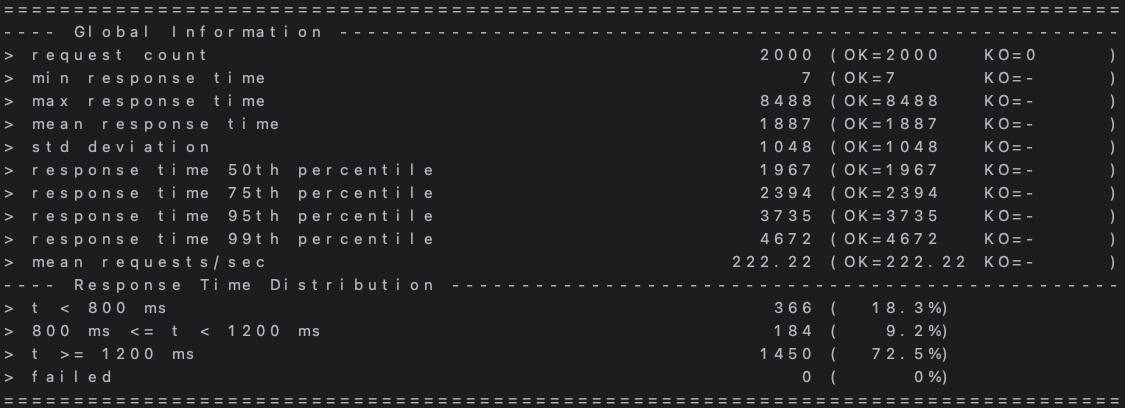 ================================================================================
---- Global Information --------------------------------------------------------
> request count                                       2000 (OK=2000   KO=0     )
> min response time                                      7 (OK=7      KO=-     )
> max response time                                   8488 (OK=8488   KO=-     )
> mean response time                                  1887 (OK=1887   KO=-     )
> std deviation                                       1048 (OK=1048   KO=-     )
> response time 50th percentile                       1967 (OK=1967   KO=-     )
> response time 75th percentile                       2394 (OK=2394   KO=-     )
> response time 95th percentile                       3735 (OK=3735   KO=-     )
> response time 99th percentile                       4672 (OK=4672   KO=-     )
> mean requests/sec                                 222.22 (OK=222.22 KO=-     )
---- Response Time Distribution ------------------------------------------------
> t < 800 ms                                           366 (  18.3%)
> 800 ms <= t < 1200 ms                                184 (   9.2%)
> t >= 1200 ms                                        1450 (  72.5%)
> failed                                                 0 (     0%)
================================================================================